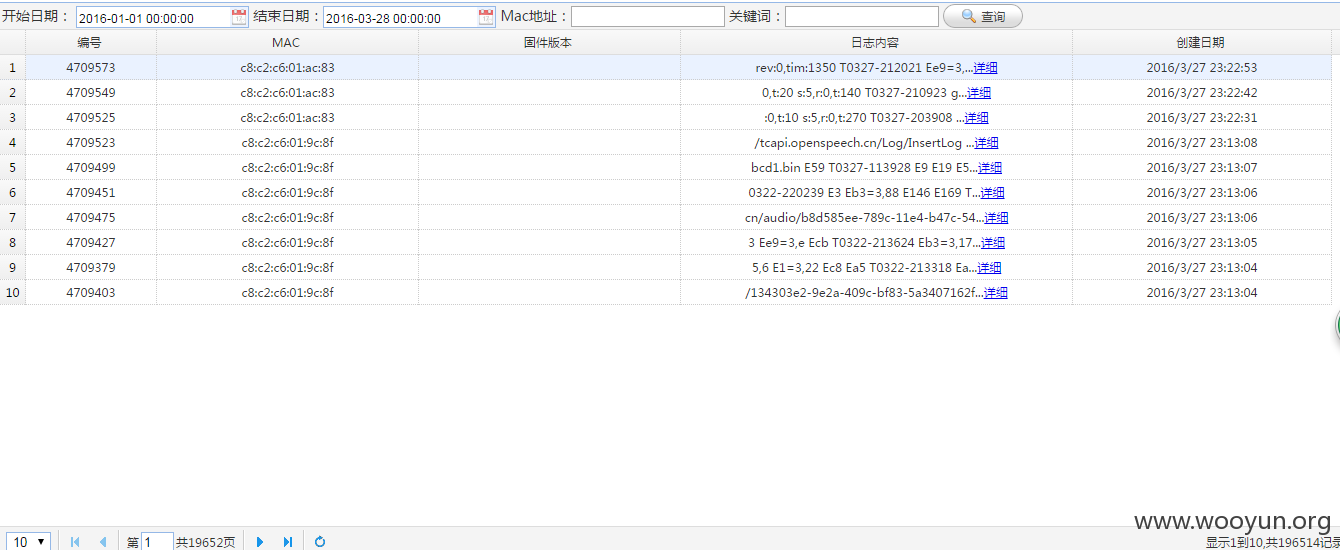 开始日期： 2016-01-01 00:00:00 结束日期： 2016-03-28 00:00:00 Mac地址： 关键词： 查询
编号 MAC 固件版本 日志内容 创建日期
1 4709573 c8:c2:c6:01:ac:83 rev:0,tim:1350 T0327-212021 Ee9=3,...详细 2016/3/27 23:22:53
2 4709549 c8:c2:c6:01:ac:83 0,t:20 s:5,r:0,t:140 T0327-210923 g...详细 2016/3/27 23:22:42
3 4709525 c8:c2:c6:01:ac:83 :0,t:10 s:5,r:0,t:270 T0327-203908 ...详细 2016/3/27 23:22:31
4 4709523 c8:c2:c6:01:9c:8f /tcapi.openspeech.cn/Log/InsertLog ...详细 2016/3/27 23:13:08
5 4709499 c8:c2:c6:01:9c:8f bcd1.bin E59 T0327-113928 E9 E19 E5...详细 2016/3/27 23:13:07
6 4709451 c8:c2:c6:01:9c:8f 0322-220239 E3 Eb3=3,88 E146 E169 T...详细 2016/3/27 23:13:06
7 4709475 c8:c2:c6:01:9c:8f cn/audio/b8d585ee-789c-11e4-b47c-54...详细 2016/3/27 23:13:06
8 4709427 c8:c2:c6:01:9c:8f 3 Ee9=3,e Ecb T0322-213624 Eb3=3,17...详细 2016/3/27 23:13:05
9 4709379 c8:c2:c6:01:9c:8f 5,6 E1=3,22 Ec8 Ea5 T0322-213318 Ea...详细 2016/3/27 23:13:04
10 4709403 c8:c2:c6:01:9c:8f /134303e2-9e2a-409c-bf83-5a3407162f...详细 2016/3/27 23:13:04
www.wooyun.org
10 第 1 共19652页 显示1到10,共196514记录